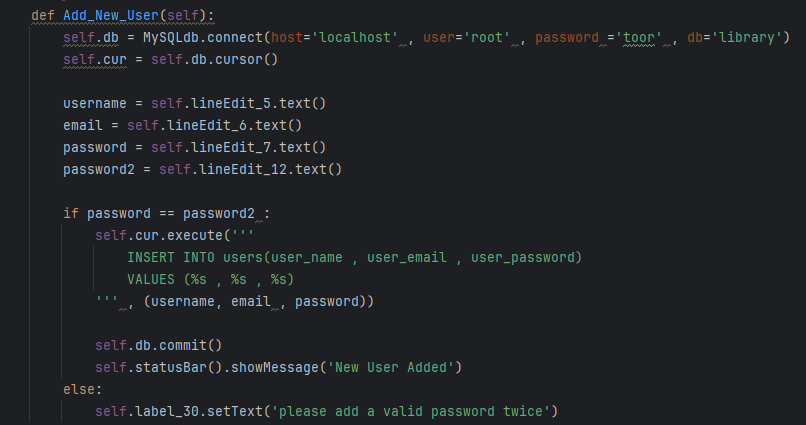 def Add_New_User(self):
    self.db = MySQLdb.connect(host='localhost' , user='root' , password ='toor' , db='library')
    self.cur = self.db.cursor()

    username = self.lineEdit_5.text()
    email = self.lineEdit_6.text()
    password = self.lineEdit_7.text()
    password2 = self.lineEdit_12.text()

    if password == password2 :
        self.cur.execute('''
            INSERT INTO users(user_name , user_email , user_password)
            VALUES (%s , %s , %s)
        ''' , (username, email , password))

        self.db.commit()
        self.statusBar().showMessage('New User Added')
    else:
        self.label_30.setText('please add a valid password twice')